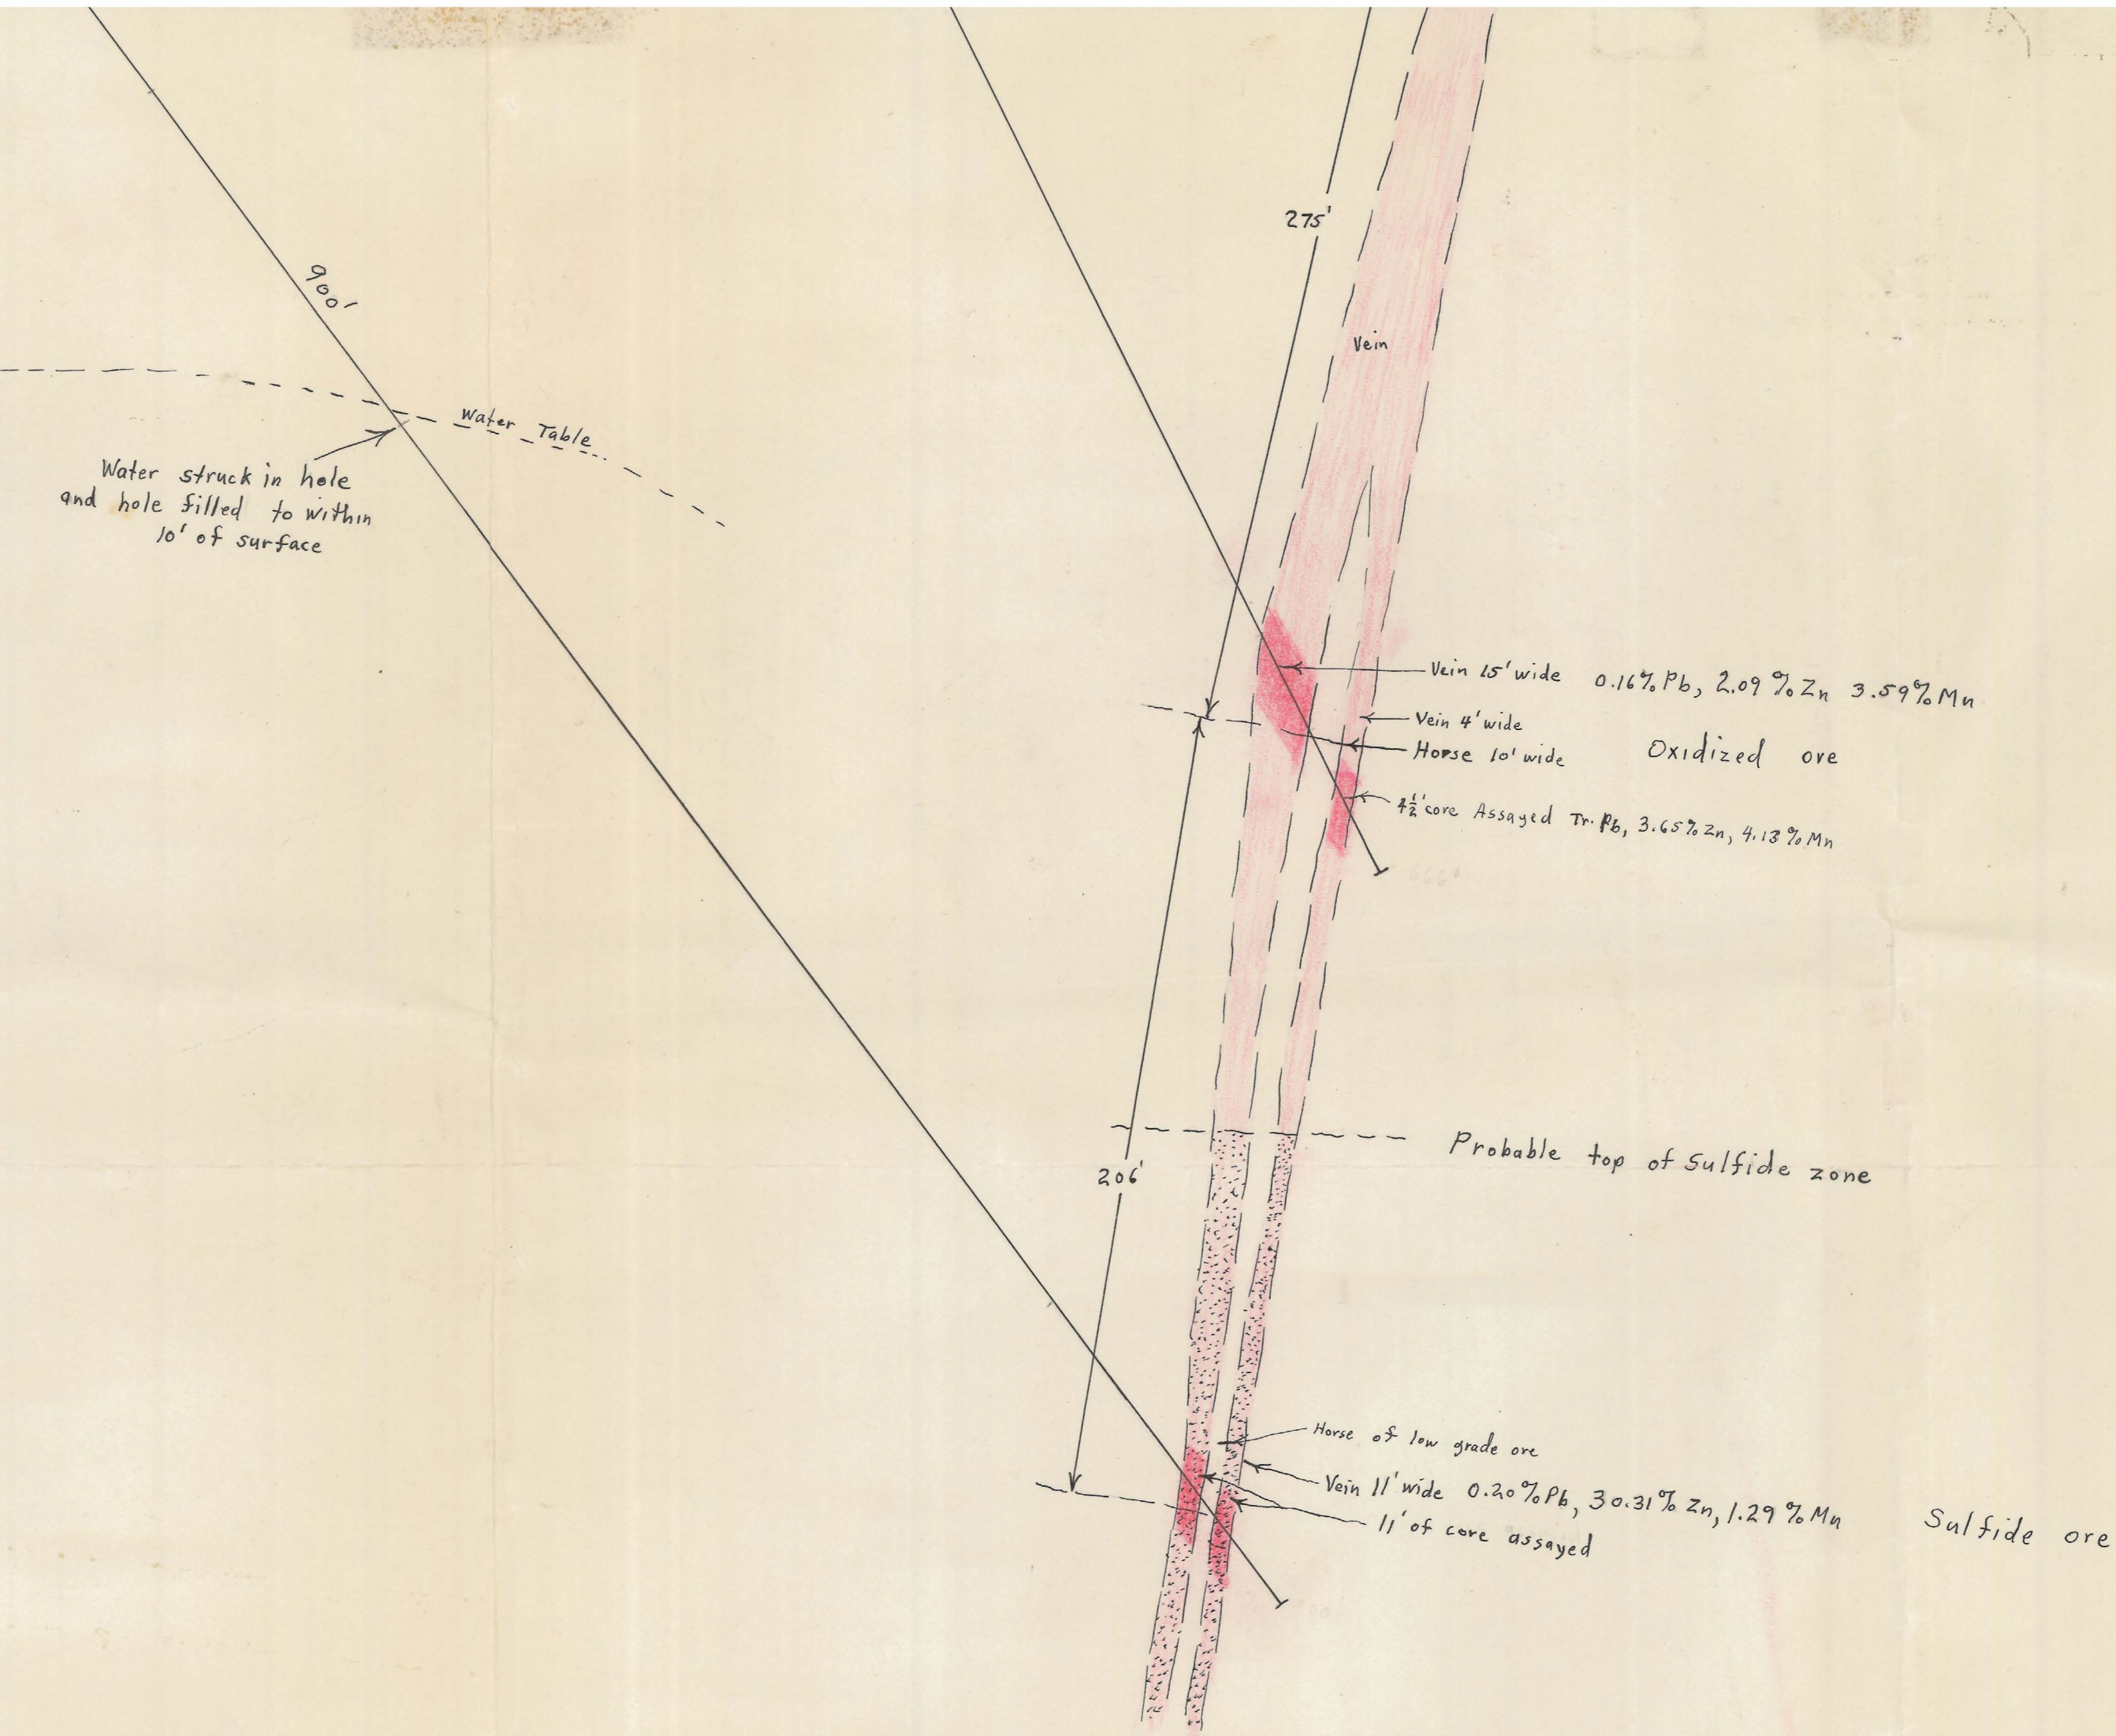 275'
900'
Vein
Water Table
Water struck in hole
and hole filled to within
10' of surface
Vein 15' wide 0.16% Pb, 2.09 % Zn 3.59% Mn
Vein 4' wide
Horse 10' wide
Oxidized ore
4½' core Assayed Tr. Pb, 3.65% Zn, 4.13 % Mn
Probable top of Sulfide zone
206'
Horse of low grade ore
Vein 11' wide 0.20 % Pb, 30.31 % Zn, 1.29 % Mn
11' of core assayed
Sulfide ore